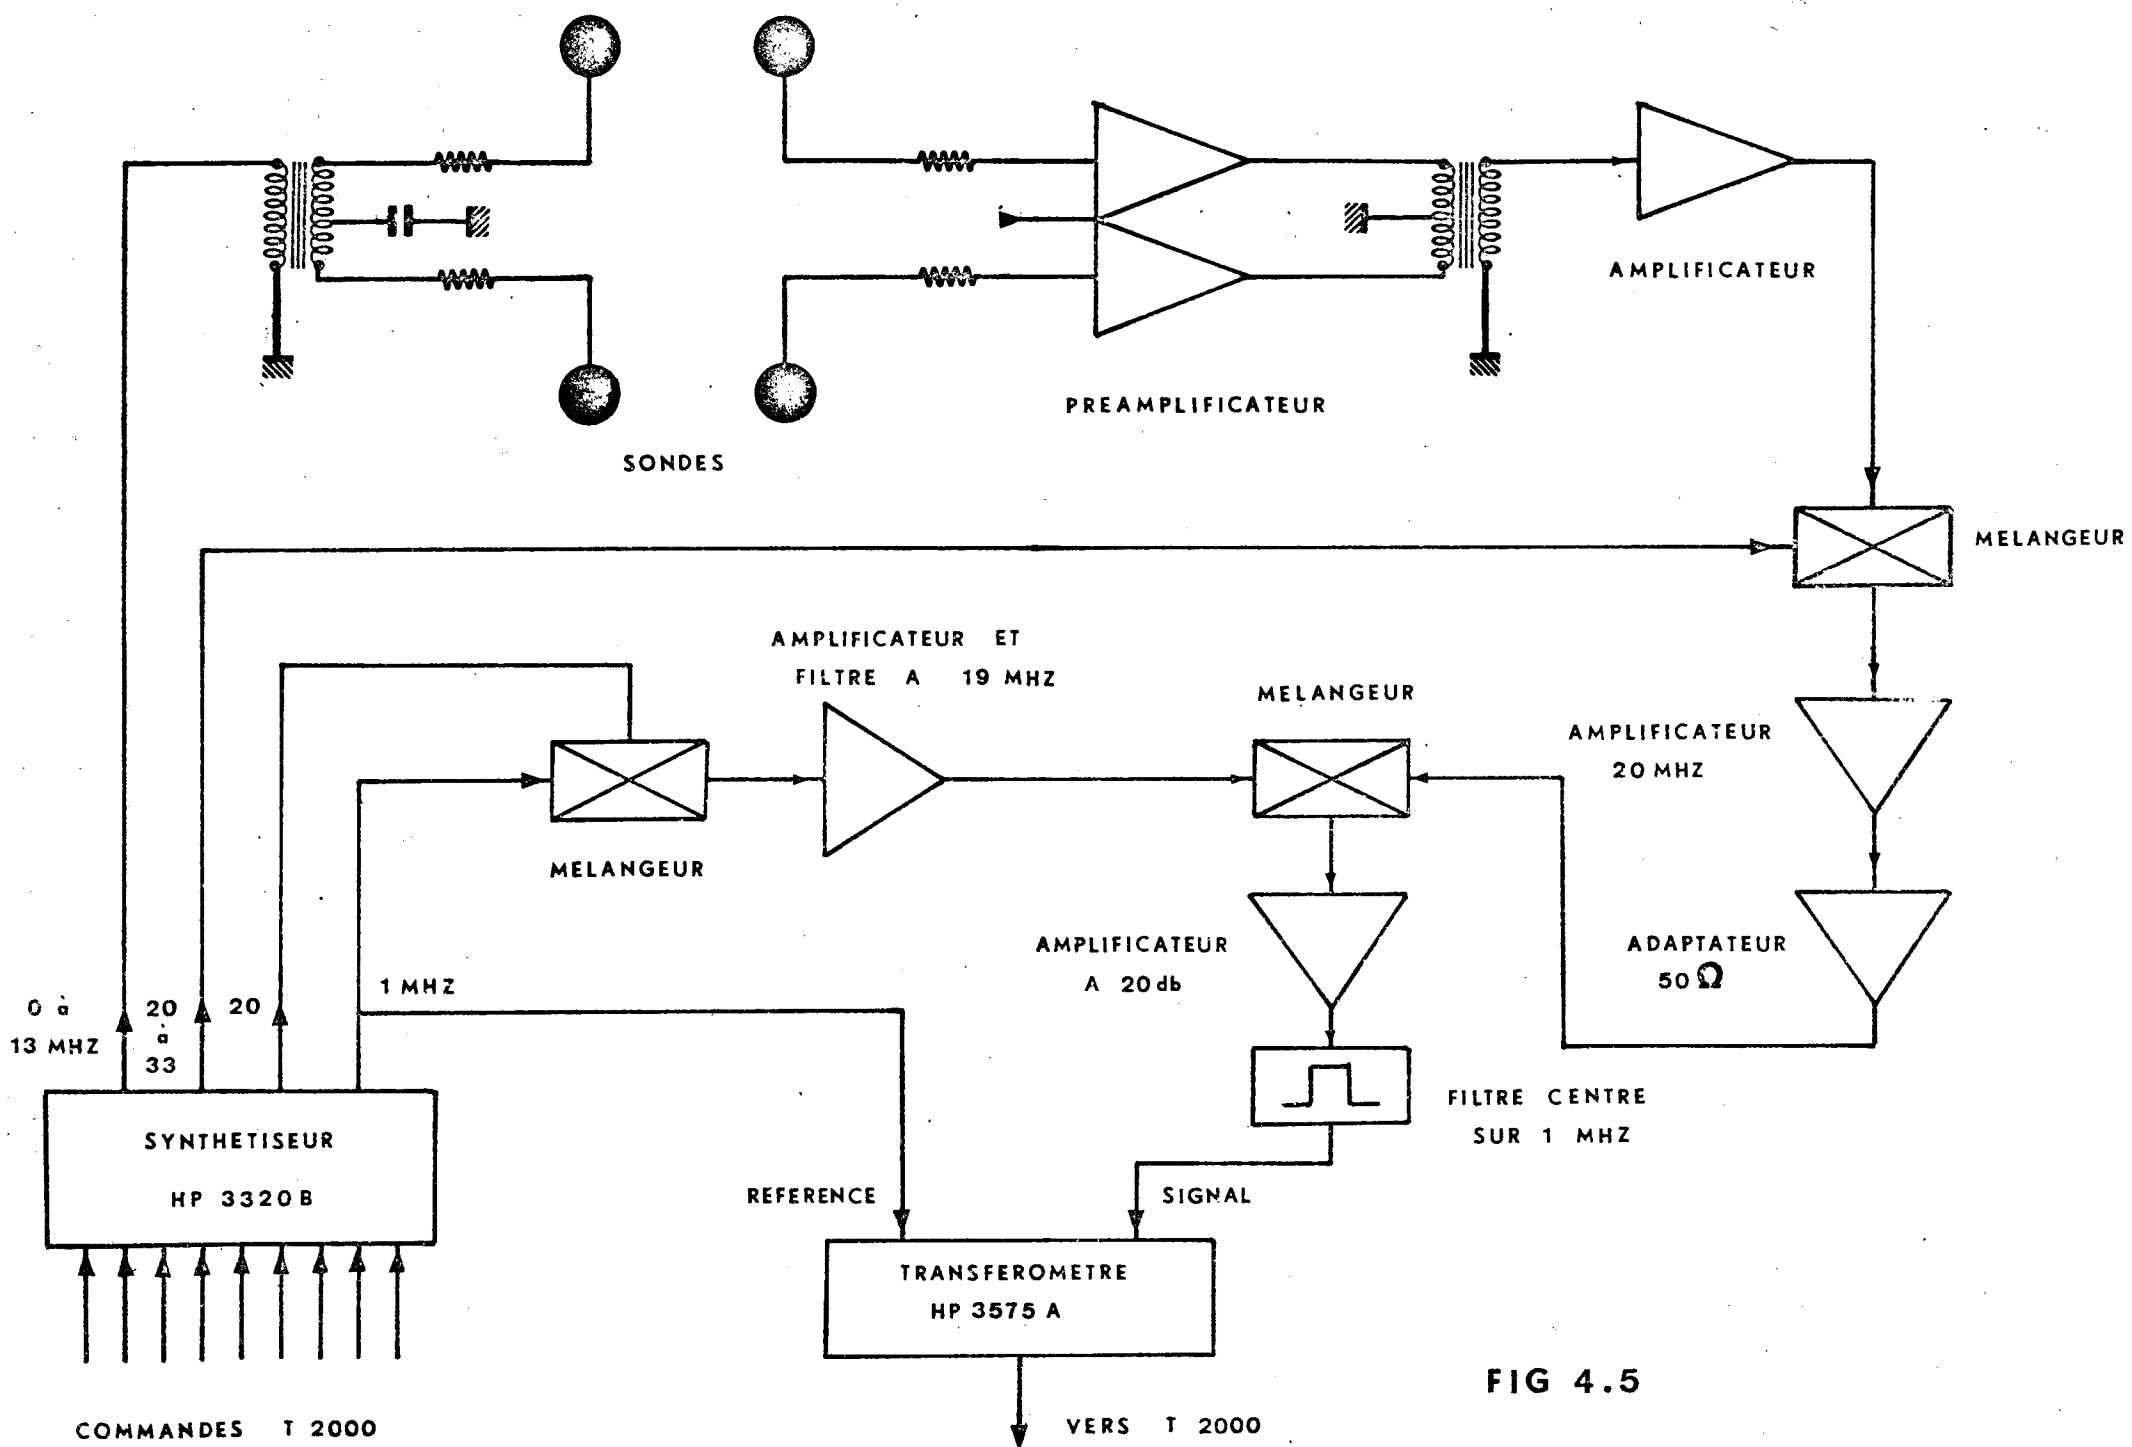 AMPLIFICATEUR
PREAMPLIFICATEUR
SONDES
MELANGEUR
AMPLIFICATEUR ET
FILTRE A 19 MHZ
MELANGEUR
AMPLIFICATEUR
20 MHZ
MELANGEUR
AMPLIFICATEUR
A 20 db
ADAPTATEUR
50 Ω
1 MHZ
0 à
13 MHZ
20
à
33
20
FILTRE CENTRE
SUR 1 MHZ
SYNTHETISEUR
HP 3320 B
REFERENCE
SIGNAL
TRANSFEROMETRE
HP 3575 A
FIG 4.5
COMMANDES T 2000
VERS T 2000